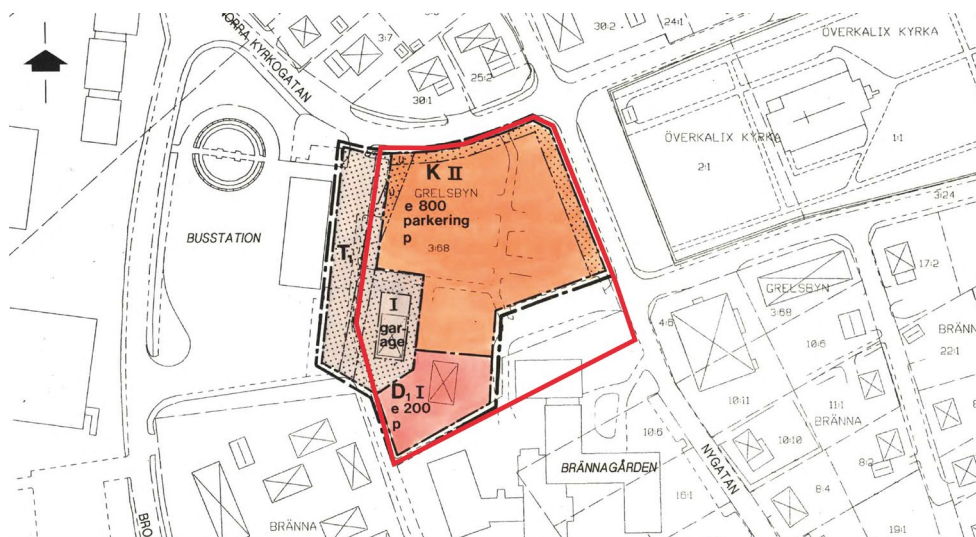 ÖVERKALIX KYRKA
30:2
24:1
3:7
NORRA KYRKOGATAN
25:2
30:1
ÖVERKALIX KYRKA
2:1
1:1
K II
GRELSBYN
e 800
parkering
p
3:68
3:24
BUSSTATION
T₁
17:2
GRELSBYN
3:68
I
gar-
age
4:6
10:6
BRÄNNA
22:1
D₁ I
e 200
p
10:11
11:1
BRÄNNA
10:6
10:10
8:2
BRÄNNAGÅRDEN
NYGATAN
16:1
8:4
BRÄNNA
BRO
19:1